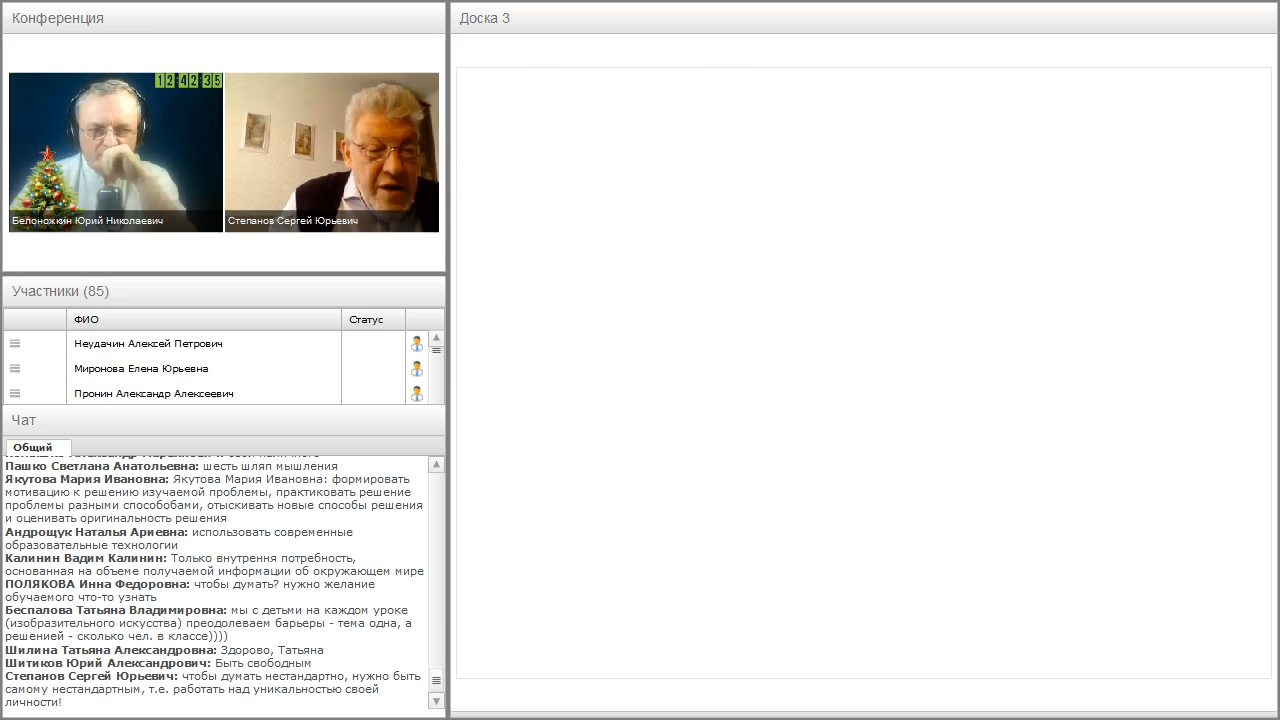 Конференция
12:42:35
Белоножкин Юрий Николаевич
Степанов Сергей Юрьевич
Участники (85)
ФИО
Статус
Неудачин Алексей Петрович
Миронова Елена Юрьевна
Пронин Александр Алексеевич
Чат
Общий
Пашко Светлана Анатольевна: шесть шляп мышления
Якутова Мария Ивановна: Якутова Мария Ивановна: формировать
мотивацию к решению изучаемой проблемы, практиковать решение
проблемы разными способобами, отыскивать новые способы решения
и оценивать оригинальность решения
Андрощук Наталья Ариевна: использовать современные
образовательные технологии
Калинин Вадим Калинин: Только внутрення потребность,
основанная на объеме получаемой информации об окружающем мире
ПОЛЯКОВА Инна Федоровна: чтобы думать? нужно желание
обучаемого что-то узнать
Беспалова Татьяна Владимировна: мы с детьми на каждом уроке
(изобразительного искусства) преодолеваем барьеры - тема одна, а
решений - сколько чел. в классе))))
Шилина Татьяна Александровна: Здорово, Татьяна
Шитиков Юрий Александрович: Быть свободным
Степанов Сергей Юрьевич: чтобы думать нестандартно, нужно быть
самому нестандартным, т.е. работать над уникальностью своей
личности!
Доска 3